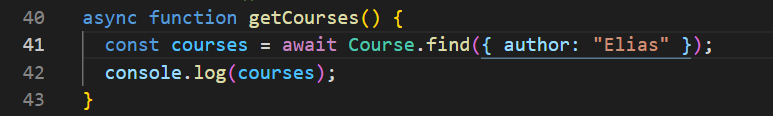 40 async function getCourses() {
41   const courses = await Course.find({ author: "Elias" });
42   console.log(courses);
43 }